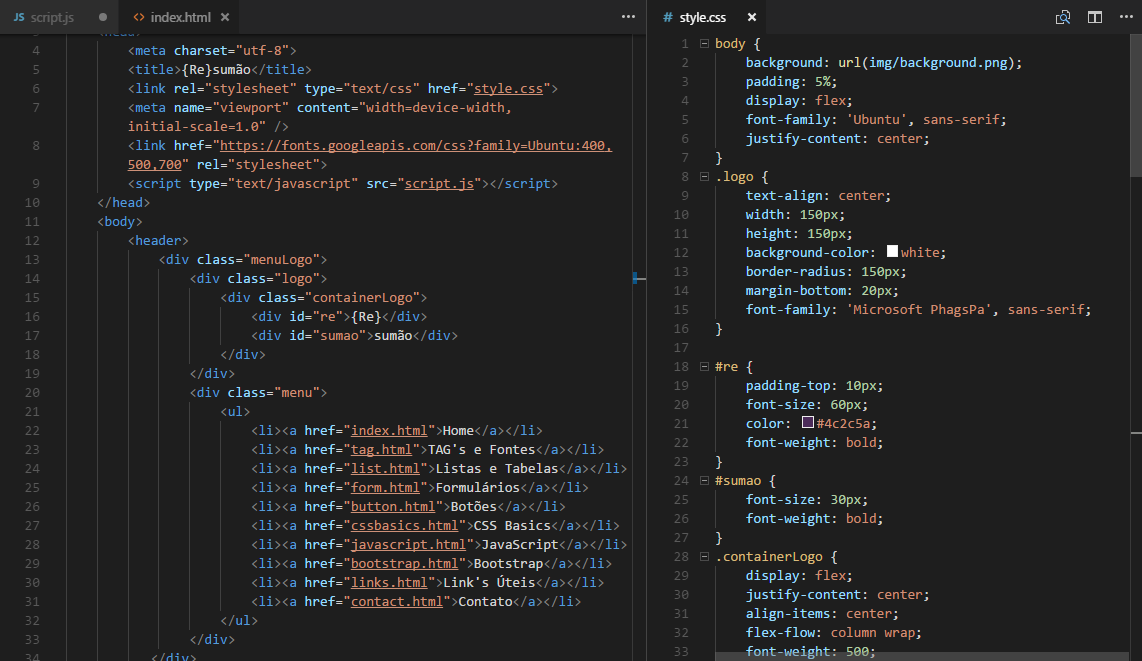 script.js
index.html
4 <meta charset="utf-8">
5 <title>{Re}sumão</title>
6 <link rel="stylesheet" type="text/css" href="style.css">
7 <meta name="viewport" content="width=device-width,
initial-scale=1.0" />
8 <link href="https://fonts.googleapis.com/css?family=Ubuntu:400,
500,700" rel="stylesheet">
9 <script type="text/javascript" src="script.js"></script>
10 </head>
11 <body>
12 <header>
13 <div class="menuLogo">
14 <div class="logo">
15 <div class="containerLogo">
16 <div id="re">{Re}</div>
17 <div id="sumao">sumão</div>
18 </div>
19 </div>
20 <div class="menu">
21 <ul>
22 <li><a href="index.html">Home</a></li>
23 <li><a href="tag.html">TAG's e Fontes</a></li>
24 <li><a href="list.html">Listas e Tabelas</a></li>
25 <li><a href="form.html">Formulários</a></li>
26 <li><a href="button.html">Botões</a></li>
27 <li><a href="cssbasics.html">CSS Basics</a></li>
28 <li><a href="javascript.html">JavaScript</a></li>
29 <li><a href="bootstrap.html">Bootstrap</a></li>
30 <li><a href="links.html">Link's Úteis</a></li>
31 <li><a href="contact.html">Contato</a></li>
32 </ul>
33 </div>
34 </div>
style.css
1 body {
2 background: url(img/background.png);
3 padding: 5%;
4 display: flex;
5 font-family: 'Ubuntu', sans-serif;
6 justify-content: center;
7 }
8 .logo {
9 text-align: center;
10 width: 150px;
11 height: 150px;
12 background-color: white;
13 border-radius: 150px;
14 margin-bottom: 20px;
15 font-family: 'Microsoft PhagsPa', sans-serif;
16 }
17
18 #re {
19 padding-top: 10px;
20 font-size: 60px;
21 color: #4c2c5a;
22 font-weight: bold;
23 }
24 #sumao {
25 font-size: 30px;
26 font-weight: bold;
27 }
28 .containerLogo {
29 display: flex;
30 justify-content: center;
31 align-items: center;
32 flex-flow: column wrap;
33 font-weight: 500;